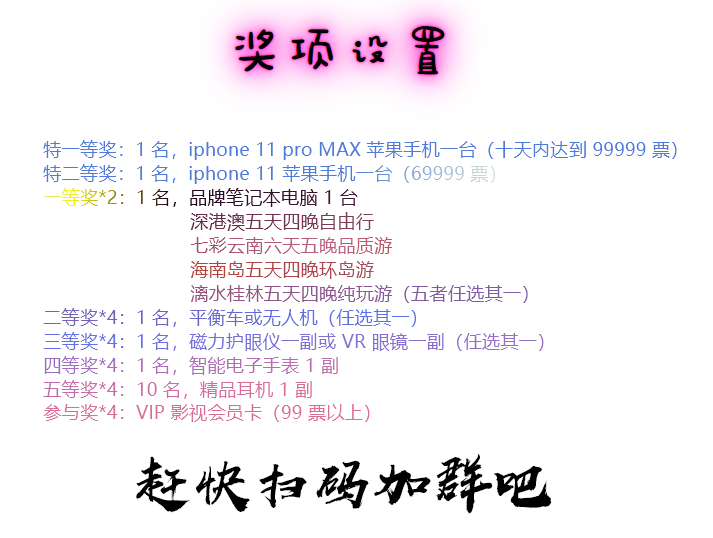 奖项设置
特一等奖：1 名，iphone 11 pro MAX 苹果手机一台（十天内达到 99999 票）
特二等奖：1 名，iphone 11 苹果手机一台（69999 票）
一等奖*2：1 名，品牌笔记本电脑 1 台
深港澳五天四晚自由行
七彩云南六天五晚品质游
海南岛五天四晚环岛游
漓水桂林五天四晚纯玩游（五者任选其一）
二等奖*4：1 名，平衡车或无人机（任选其一）
三等奖*4：1 名，磁力护眼仪一副或 VR 眼镜一副（任选其一）
四等奖*4：1 名，智能电子手表 1 副
五等奖*4：10 名，精品耳机 1 副
参与奖*4：VIP 影视会员卡（99 票以上）
赶快扫码加群吧